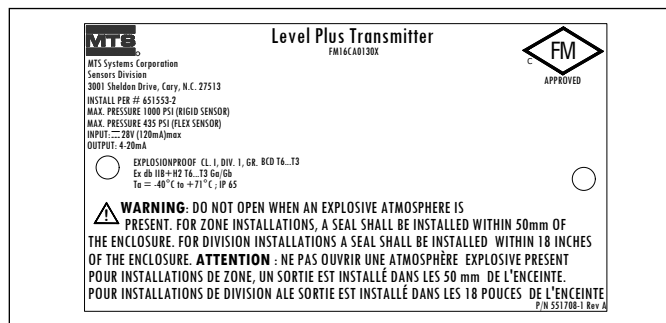 MTS
Level Plus Transmitter
FM16CA0130X
MTS Systems Corporation
Sensors Division
3001 Sheldon Drive, Cary, N.C. 27513
INSTALL PER # 651553-2
MAX. PRESSURE 1000 PSI (RIGID SENSOR)
MAX. PRESSURE 435 PSI (FLEX SENSOR)
INPUT: ⎓ 28V (120mA)max
OUTPUT: 4-20mA
C FM
APPROVED
EXPLOSIONPROOF CL. I, DIV. 1, GR. BCD T6...T3
Ex db IIB+H2 T6...T3 Ga/Gb
Ta = -40°C to +71°C ; IP 65
WARNING: DO NOT OPEN WHEN AN EXPLOSIVE ATMOSPHERE IS
PRESENT. FOR ZONE INSTALLATIONS, A SEAL SHALL BE INSTALLED WITHIN 50mm OF
THE ENCLOSURE. FOR DIVISION INSTALLATIONS A SEAL SHALL BE INSTALLED WITHIN 18 INCHES
OF THE ENCLOSURE. ATTENTION : NE PAS OUVRIR UNE ATMOSPHÈRE EXPLOSIVE PRESENT
POUR INSTALLATIONS DE ZONE, UN SORTIE EST INSTALLÉ DANS LES 50 mm DE L'ENCEINTE.
POUR INSTALLATIONS DE DIVISION ALE SORTIE EST INSTALLÉ DANS LES 18 POUCES DE L'ENCEINTE
P/N 551708-1 Rev A